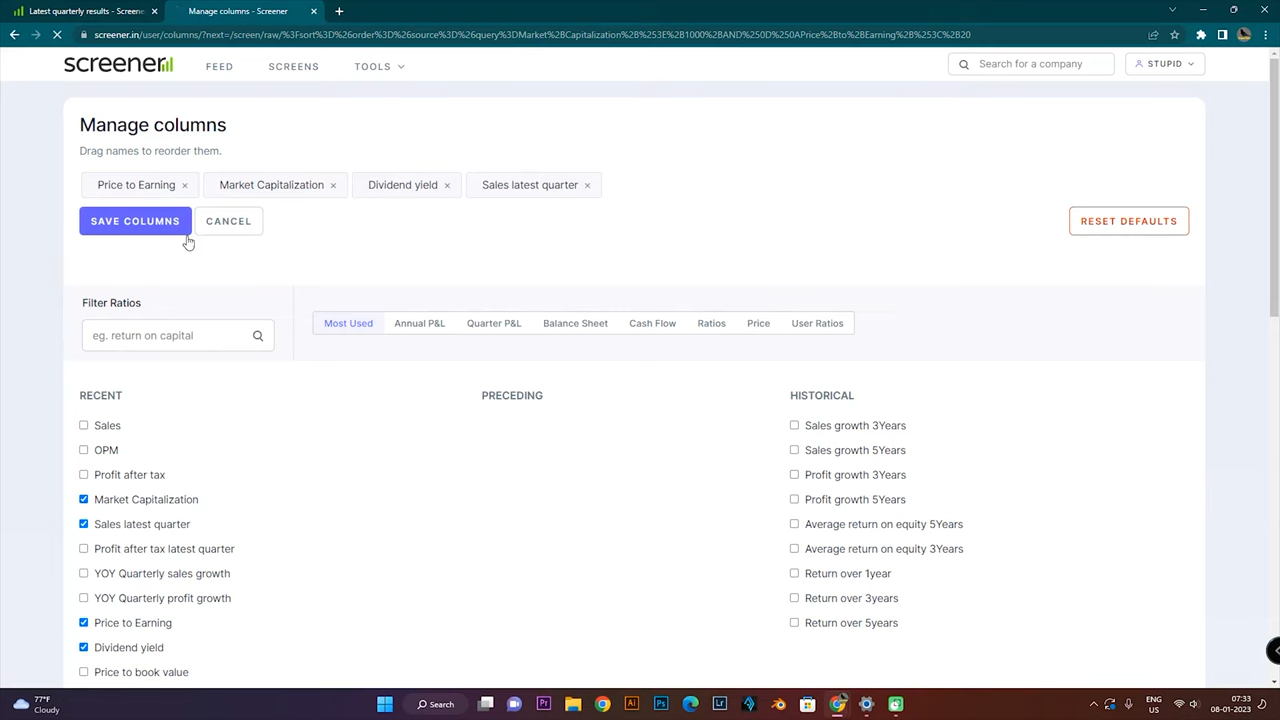 Latest quarterly results - Screene
Manage columns - Screener
screener.in/user/columns/?next=/screen/raw/%3Fsort%3D%26order%3D%26source%3D%26query%3DMarket%2BCapitalization%2B%253E%2B1000%2BAND%250D%250APrice%2Bto%2BEarning%2B%253C%2B20
screener
FEED
SCREENS
TOOLS
Search for a company
STUPID
Manage columns
Drag names to reorder them.
Price to Earning ×
Market Capitalization ×
Dividend yield ×
Sales latest quarter ×
SAVE COLUMNS
CANCEL
RESET DEFAULTS
Filter Ratios
eg. return on capital
Most Used
Annual P&L
Quarter P&L
Balance Sheet
Cash Flow
Ratios
Price
User Ratios
RECENT
Sales
OPM
Profit after tax
Market Capitalization
Sales latest quarter
Profit after tax latest quarter
YOY Quarterly sales growth
YOY Quarterly profit growth
Price to Earning
Dividend yield
Price to book value
PRECEDING
HISTORICAL
Sales growth 3Years
Sales growth 5Years
Profit growth 3Years
Profit growth 5Years
Average return on equity 5Years
Average return on equity 3Years
Return over 1year
Return over 3years
Return over 5years
77°F
Cloudy
Search
Pr
Ai
Ps
Lr
ENG
US
07:33
08-01-2023